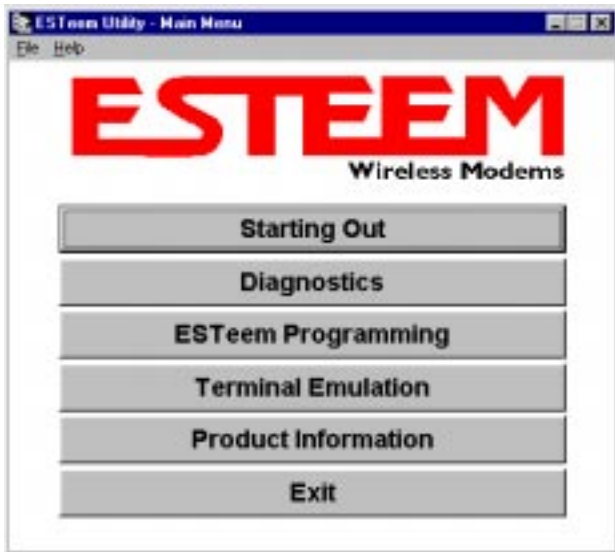 ESTeem Utility - Main Menu
File Help
ESTEEM
Wireless Modems
Starting Out
Diagnostics
ESTeem Programming
Terminal Emulation
Product Information
Exit